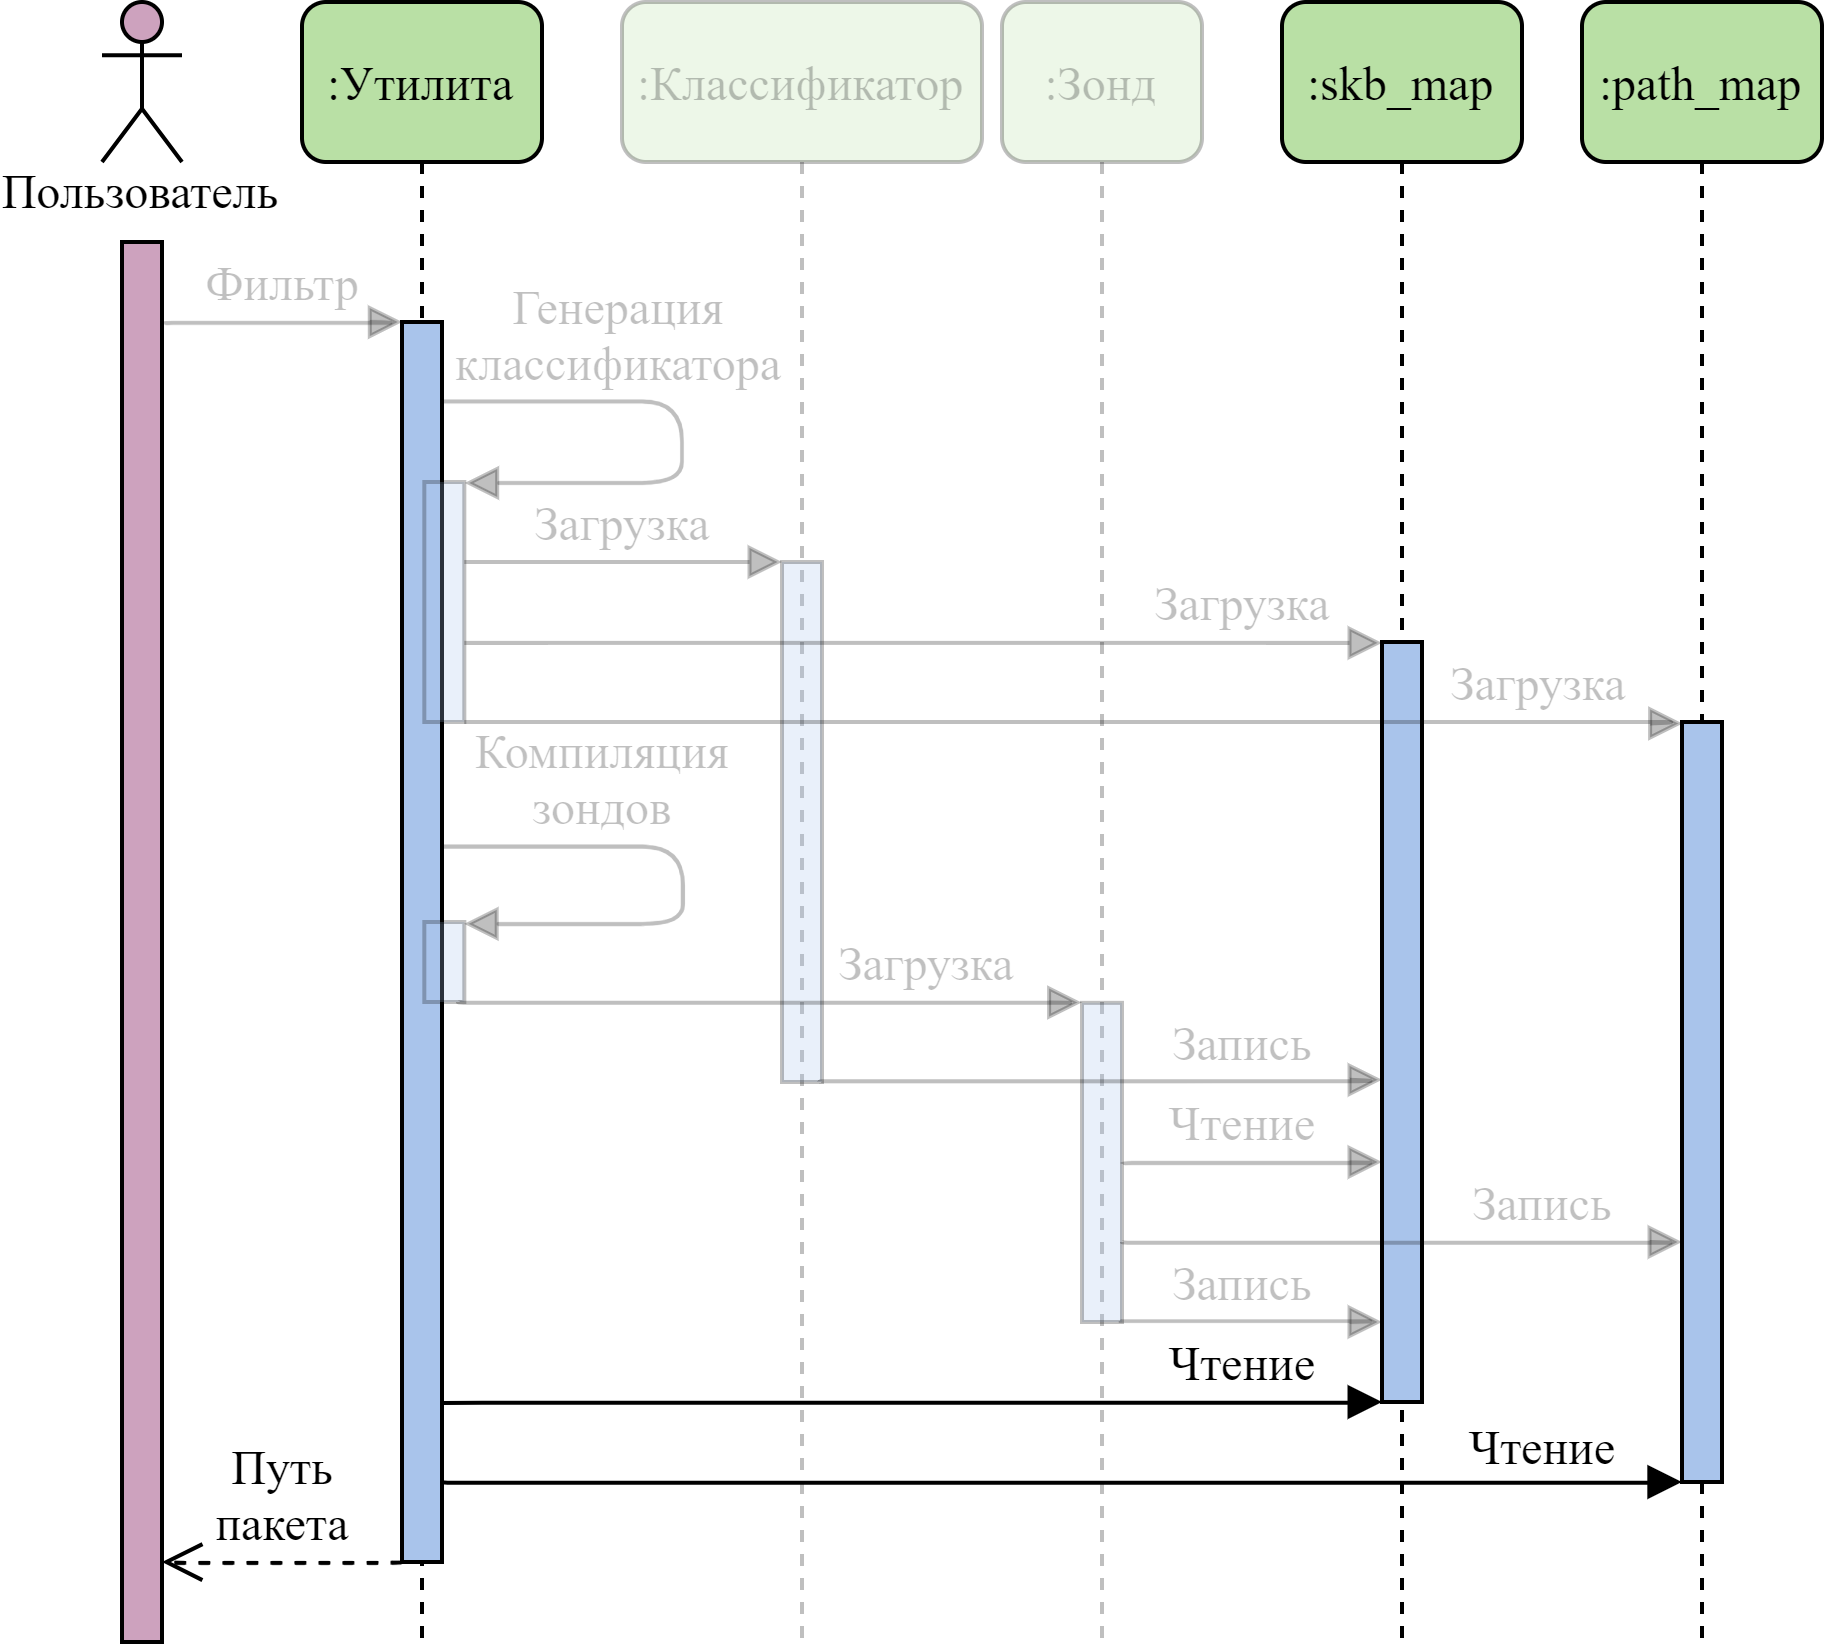 :Утилита
:Классификатор
:Зонд
:skb_map
:path_map
Пользователь
Фильтр
Генерация
классификатора
Загрузка
Загрузка
Загрузка
Компиляция
зондов
Загрузка
Запись
Чтение
Запись
Запись
Чтение
Чтение
Путь
пакета